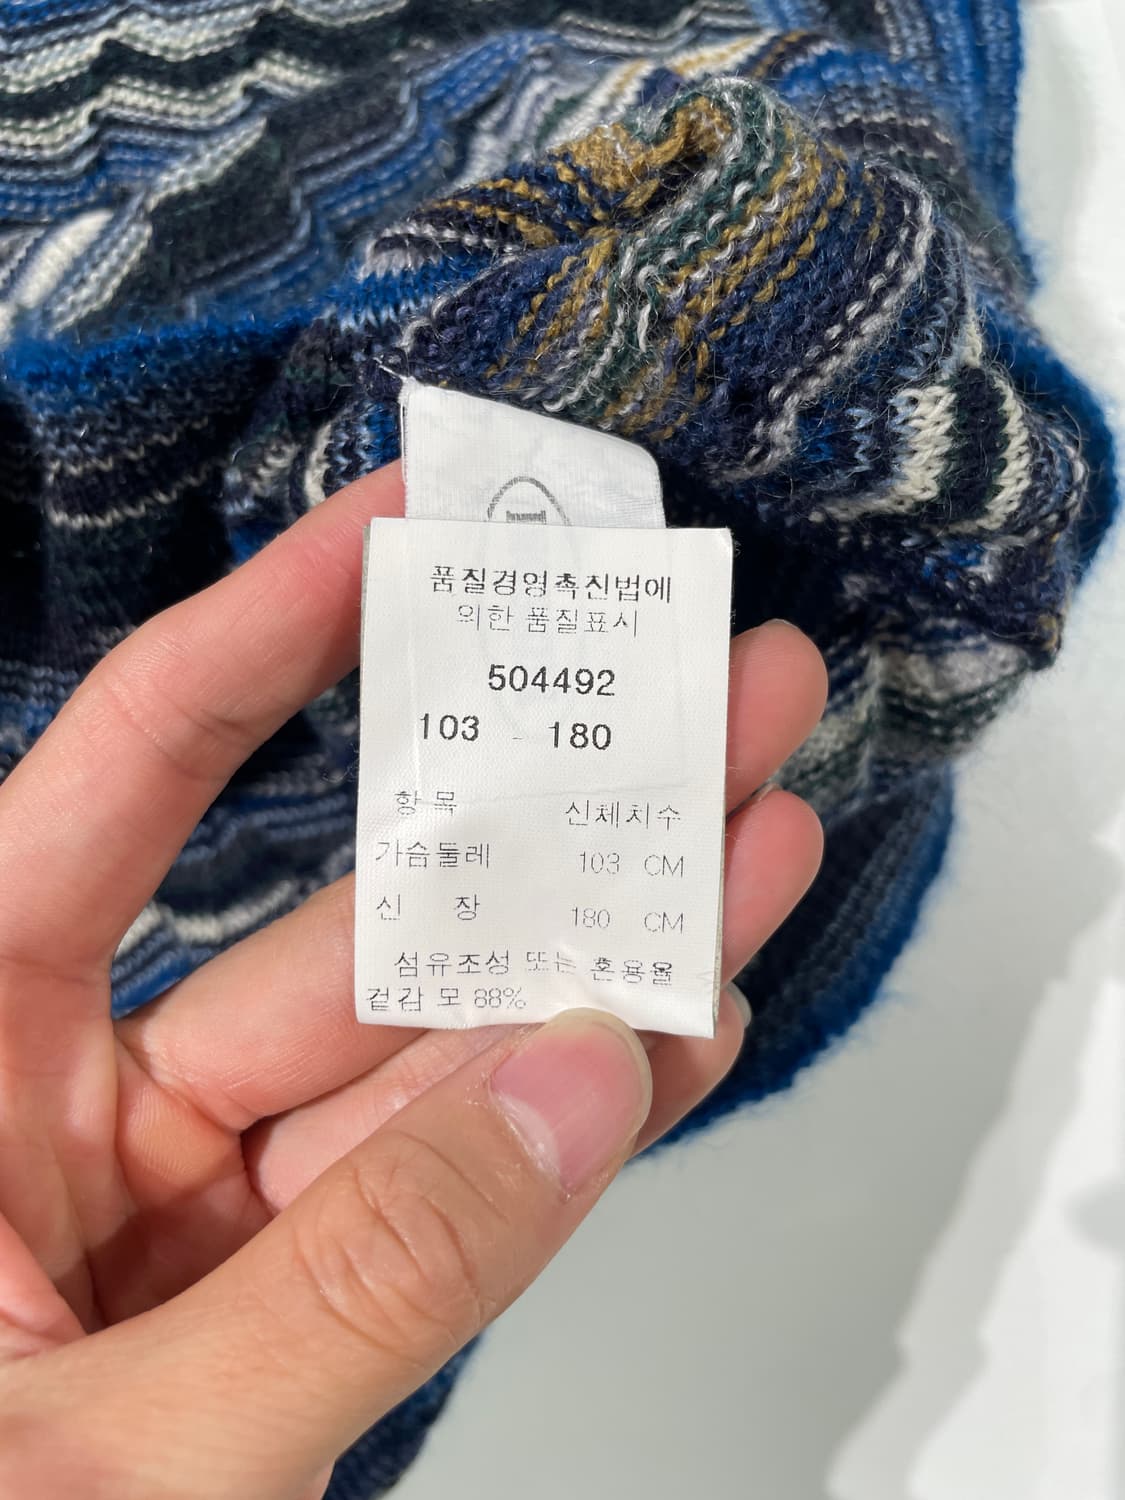 품질경영촉진법에
의한 품질표시
504492
103 - 180
항 목 신체치수
가슴둘레 103 CM
신 장 180 CM
섬유조성 또는 혼용율
겉감 모 88%